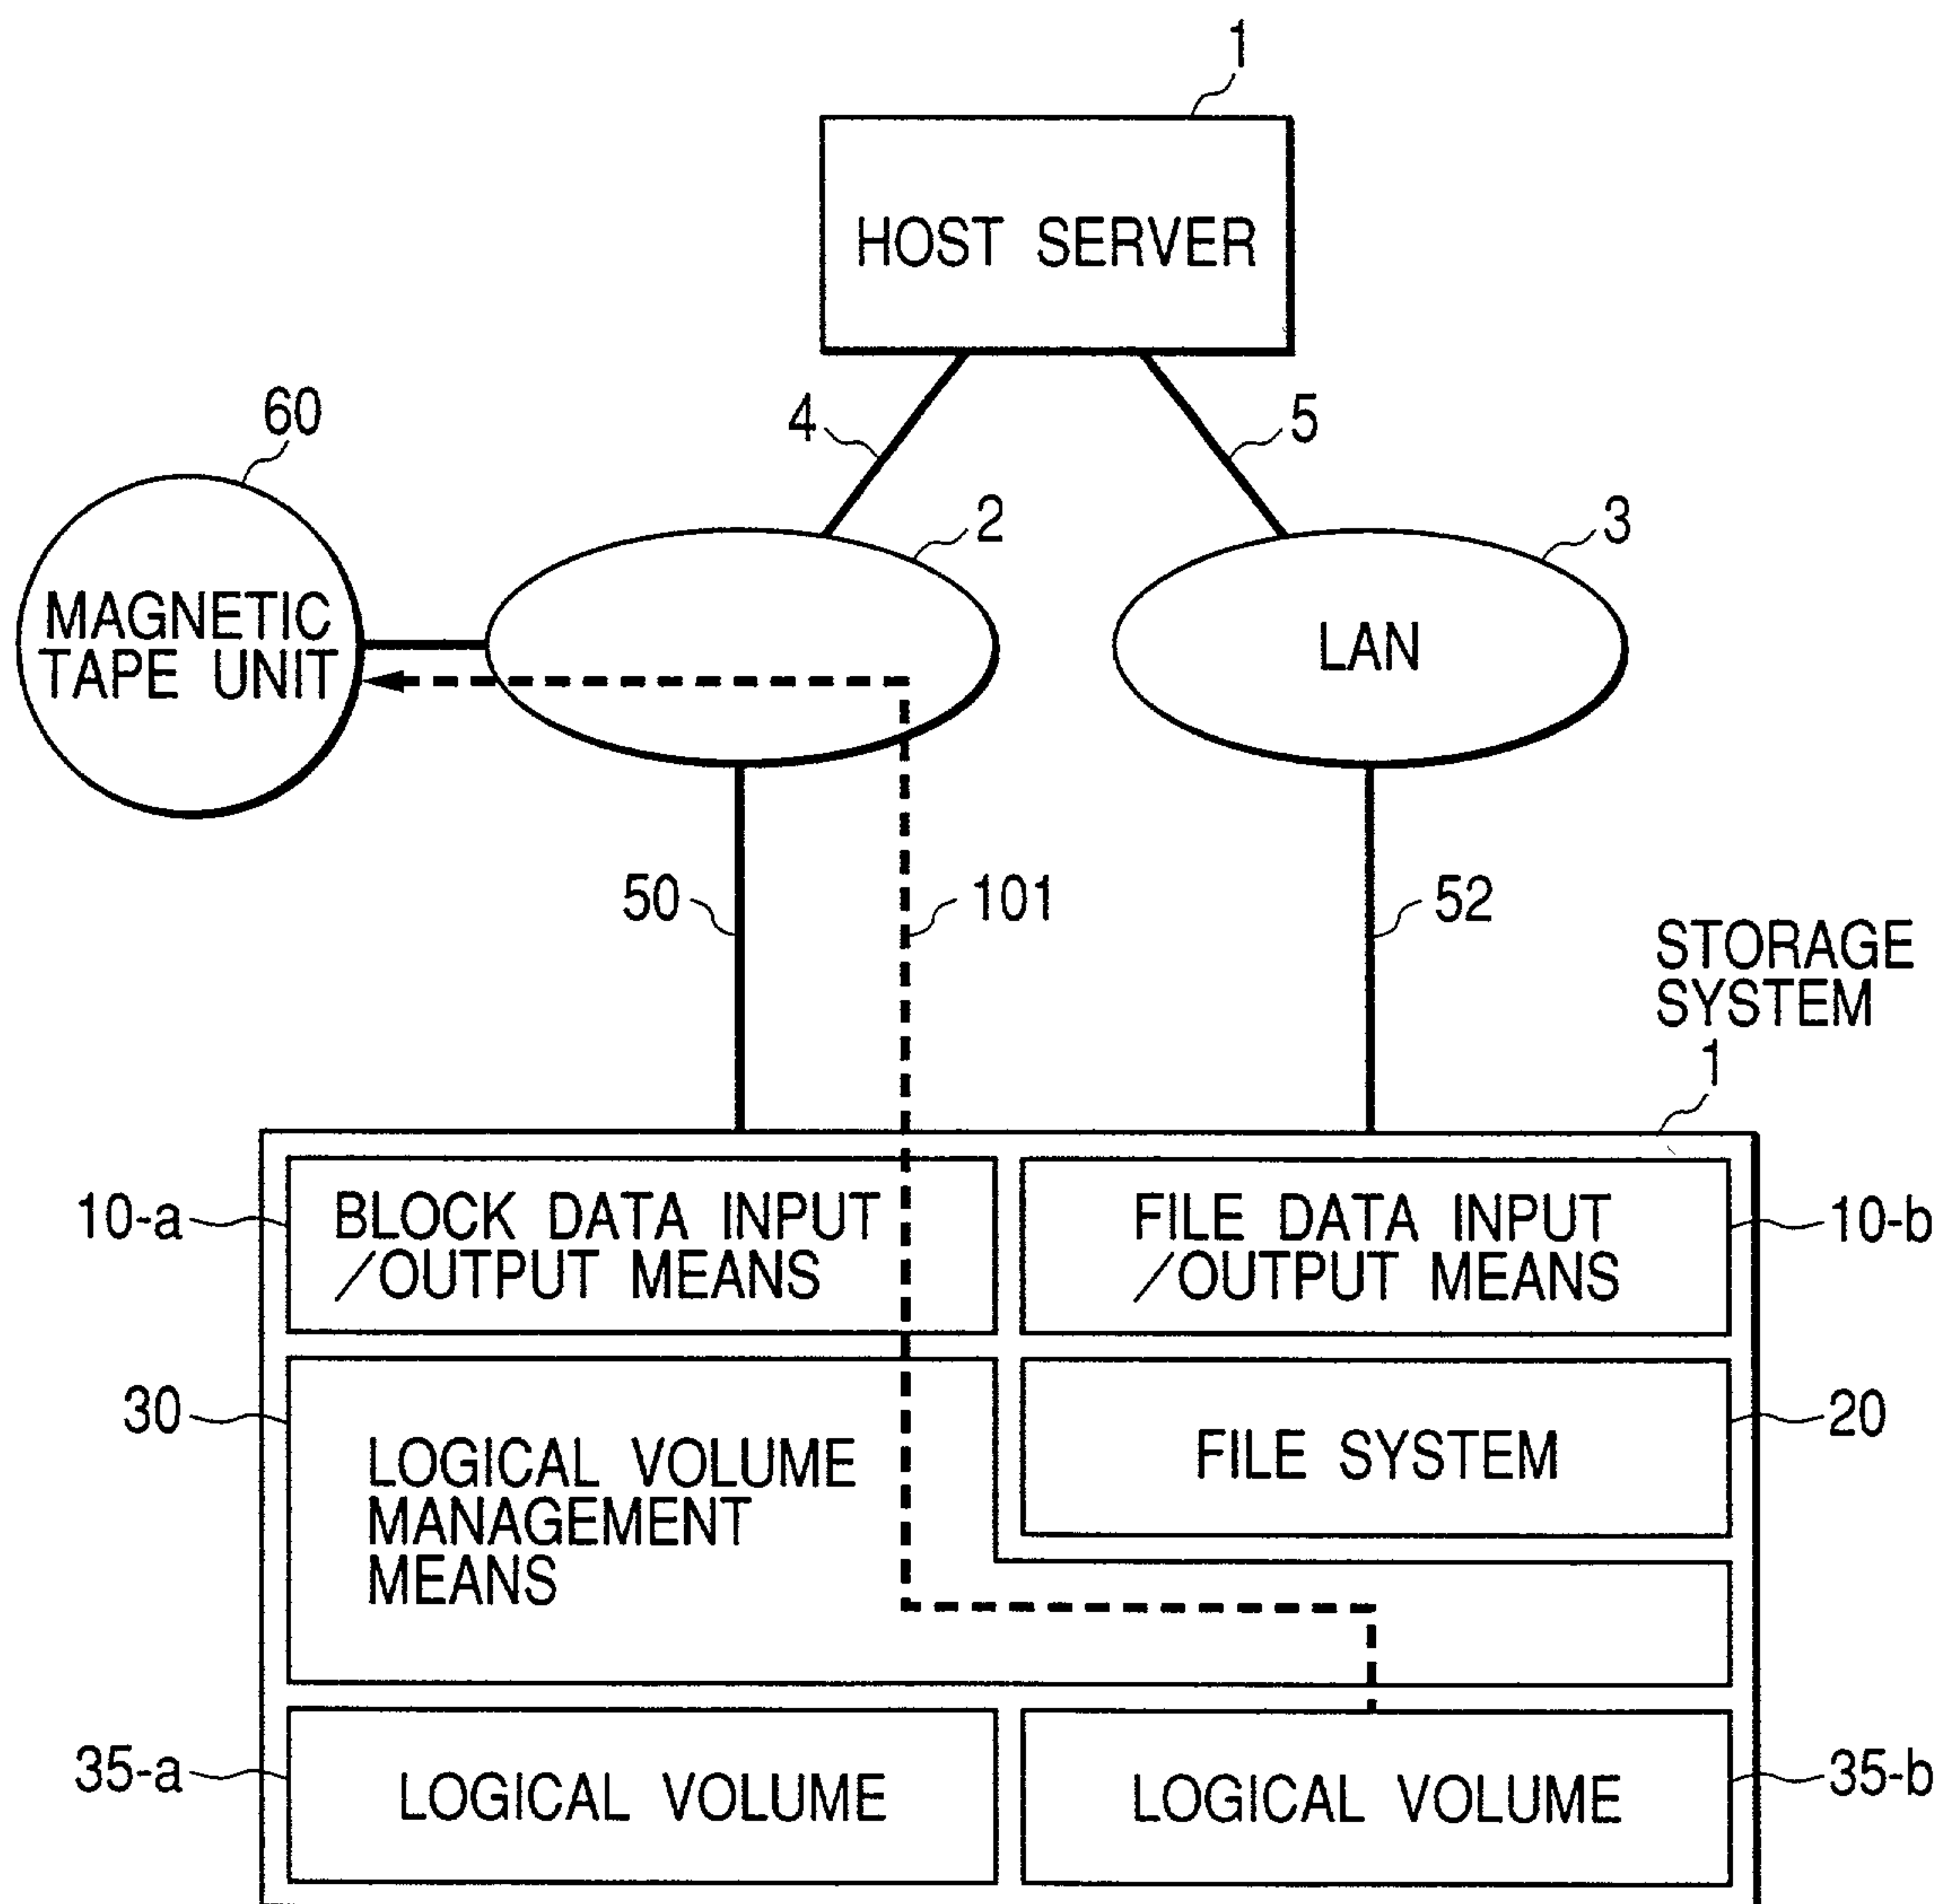 1
HOST SERVER
60
4
5
2
3
MAGNETIC
TAPE UNIT
LAN
50
101
52
STORAGE
SYSTEM
1
10-a
BLOCK DATA INPUT
/OUTPUT MEANS
FILE DATA INPUT
/OUTPUT MEANS
10-b
30
LOGICAL VOLUME
MANAGEMENT
MEANS
FILE SYSTEM
20
35-a
LOGICAL VOLUME
LOGICAL VOLUME
35-b